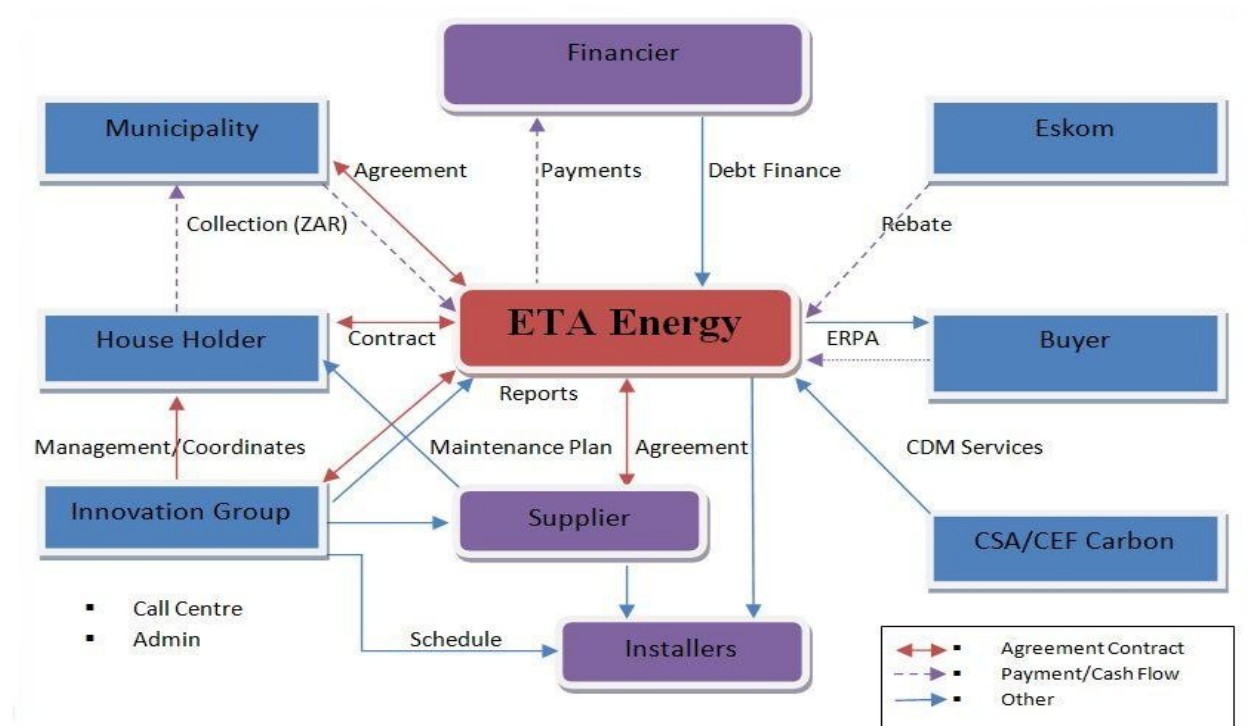 Financier
Municipality
Eskom
Agreement
Payments
Debt Finance
Collection (ZAR)
Rebate
ETA Energy
House Holder
Contract
ERPA
Buyer
Reports
Management/Coordinates
Maintenance Plan
Agreement
CDM Services
Innovation Group
Supplier
CSA/CEF Carbon
▪ Call Centre
▪ Admin
Schedule
Installers
▪ Agreement Contract
▪ Payment/Cash Flow
▪ Other